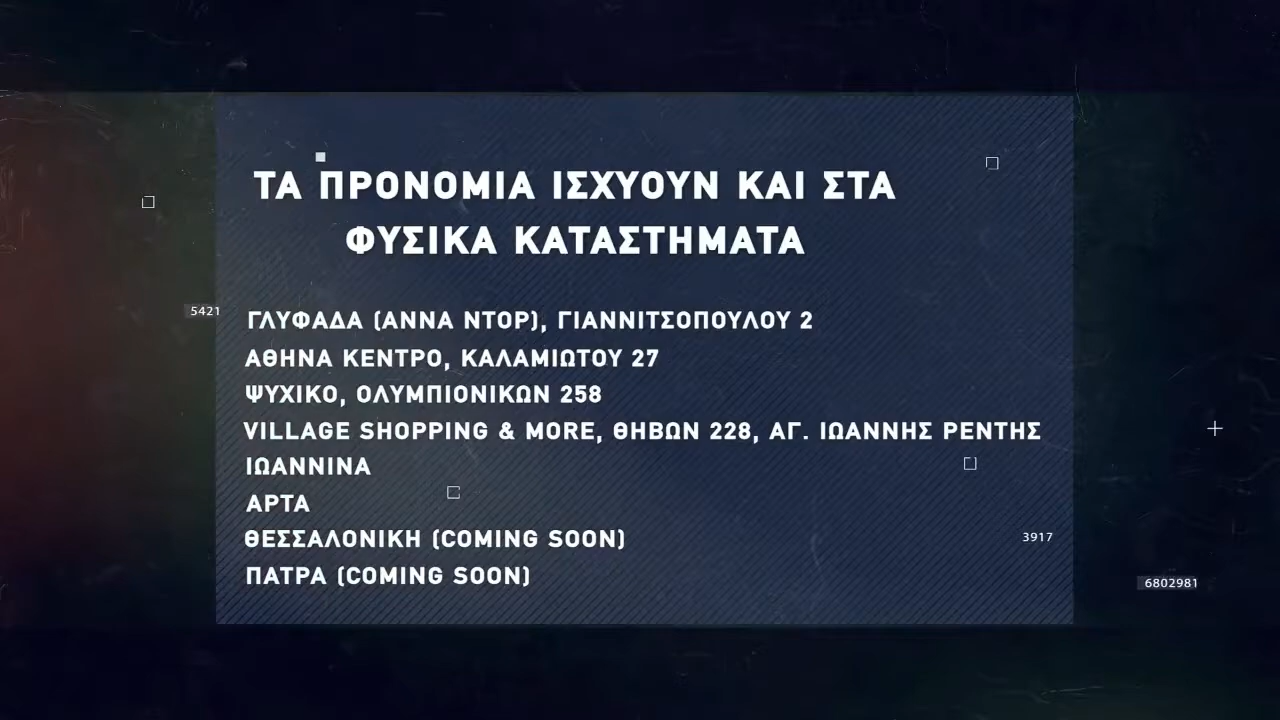 ΤΑ ΠΡΟΝΟΜΙΑ ΙΣΧΥΟΥΝ ΚΑΙ ΣΤΑ
ΦΥΣΙΚΑ ΚΑΤΑΣΤΗΜΑΤΑ
5421
ΓΛΥΦΑΔΑ (ΑΝΝΑ ΝΤΟΡ), ΓΙΑΝΝΙΤΣΟΠΟΥΛΟΥ 2
ΑΘΗΝΑ ΚΕΝΤΡΟ, ΚΑΛΑΜΙΩΤΟΥ 27
ΨΥΧΙΚΟ, ΟΛΥΜΠΙΟΝΙΚΩΝ 258
VILLAGE SHOPPING & MORE, ΘΗΒΩΝ 228, ΑΓ. ΙΩΑΝΝΗΣ ΡΕΝΤΗΣ
ΙΩΑΝΝΙΝΑ
ΑΡΤΑ
ΘΕΣΣΑΛΟΝΙΚΗ (COMING SOON)
3917
ΠΑΤΡΑ (COMING SOON)
6802981